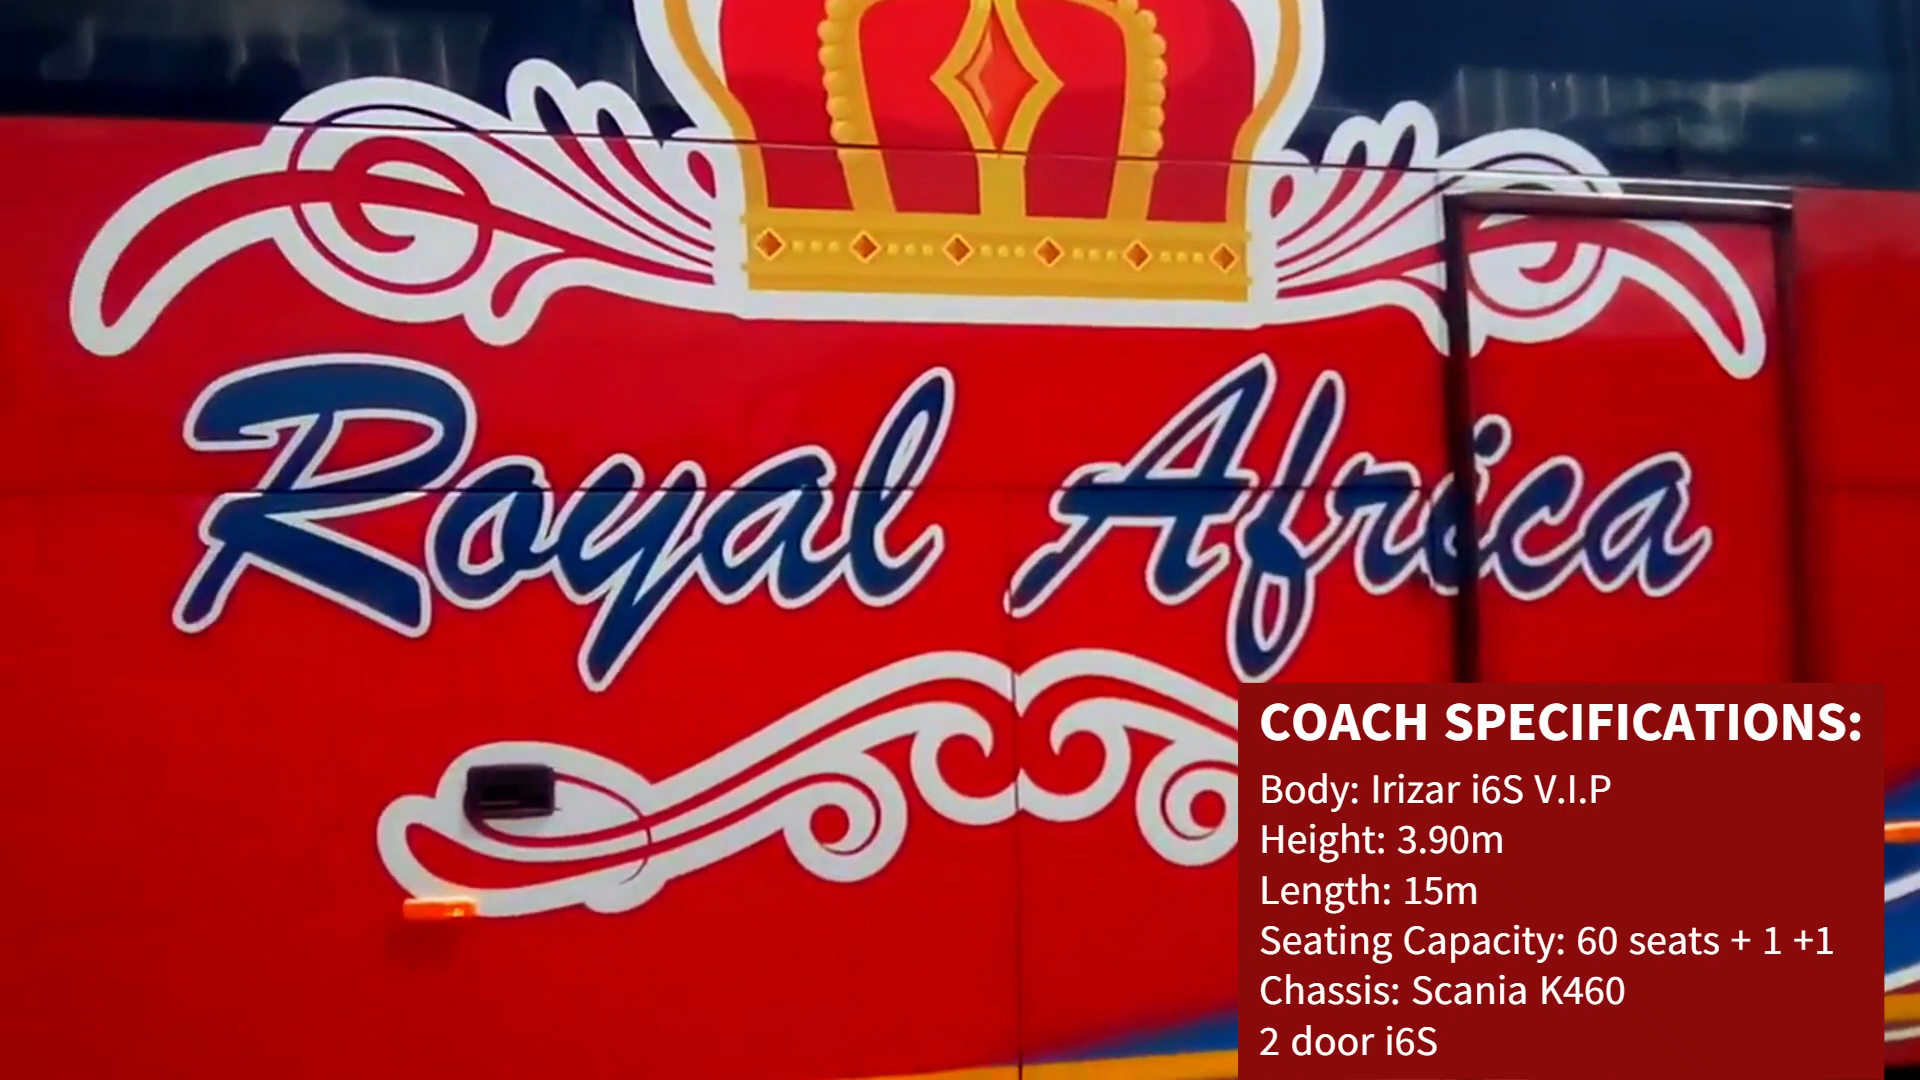 Royal Africa
COACH SPECIFICATIONS:
Body: Irizar i6S V.I.P
Height: 3.90m
Length: 15m
Seating Capacity: 60 seats + 1 +1
Chassis: Scania K460
2 door i6S